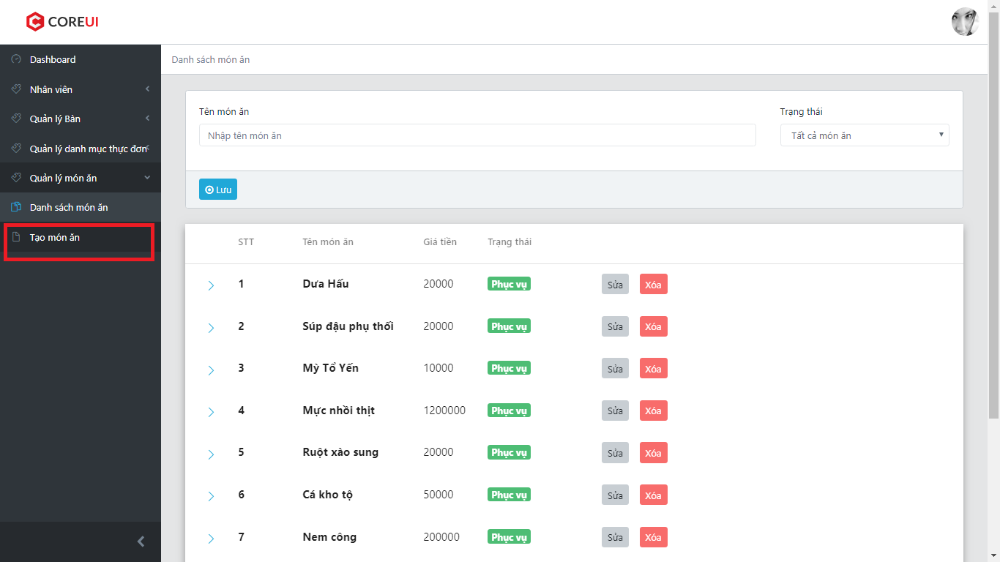 COREUI
Dashboard
Nhân viên
Quản lý Bàn
Quản lý danh mục thực đơn
Quản lý món ăn
Danh sách món ăn
Tạo món ăn
Danh sách món ăn
Tên món ăn
Trạng thái
Nhập tên món ăn
Tất cả món ăn
Lưu
STT Tên món ăn Giá tiền Trạng thái
1 Dưa Hấu 20000 Phục vụ Sửa Xóa
2 Súp đậu phụ thối 20000 Phục vụ Sửa Xóa
3 Mỳ Tổ Yến 10000 Phục vụ Sửa Xóa
4 Mực nhồi thịt 1200000 Phục vụ Sửa Xóa
5 Ruột xào sung 20000 Phục vụ Sửa Xóa
6 Cá kho tộ 50000 Phục vụ Sửa Xóa
7 Nem công 200000 Phục vụ Sửa Xóa